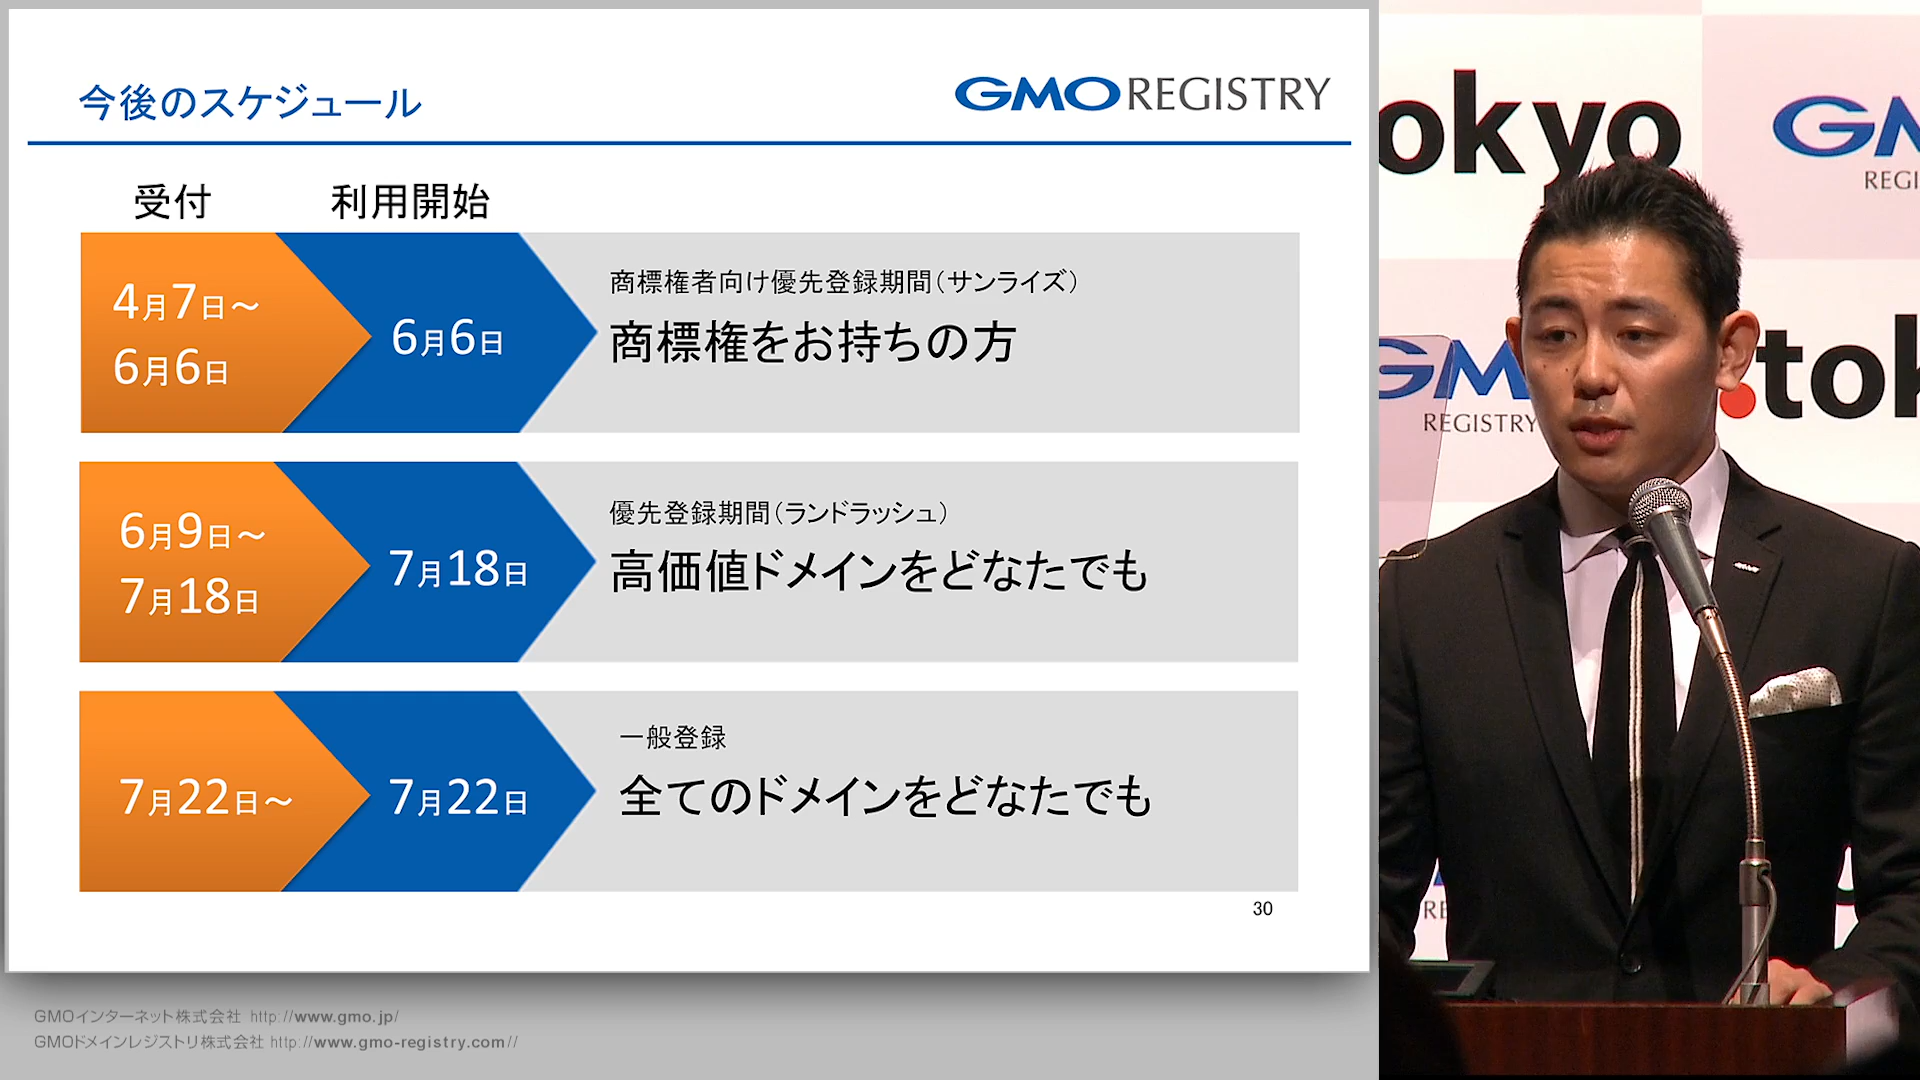 今後のスケジュール
GMO REGISTRY
受付
利用開始
4月7日～
6月6日
6月6日
商標権者向け優先登録期間（サンライズ）
商標権をお持ちの方
6月9日～
7月18日
7月18日
優先登録期間（ランドラッシュ）
高価値ドメインをどなたでも
7月22日～
7月22日
一般登録
全てのドメインをどなたでも
30
GMOインターネット株式会社 http://www.gmo.jp/
GMOドメインレジストリ株式会社 http://www.gmo-registry.com//
okyo
GM
REGI
GM
REGISTRY
.tok
RE